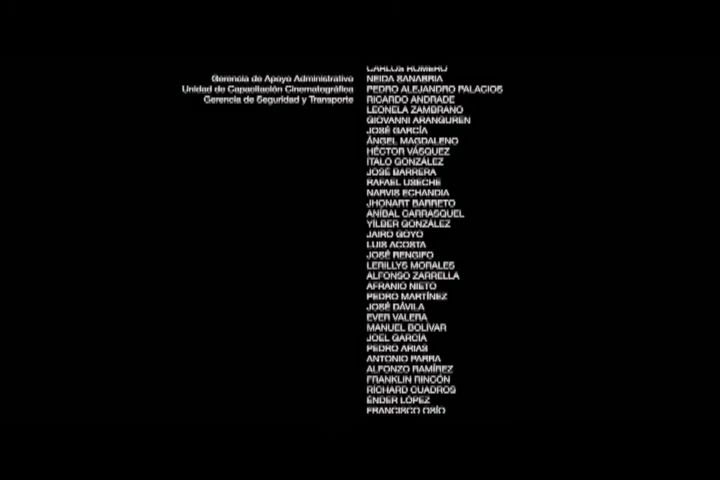 CARLOS ROMERO
Gerencia de Apoyo Administrativo NEIDA SANABRIA
Unidad de Capacitación Cinematográfica PEDRO ALEJANDRO PALACIOS
Gerencia de Seguridad y Transporte RICARDO ANDRADE
LEONELA ZAMBRANO
GIOVANNI ARANGUREN
JOSÉ GARCÍA
ÁNGEL MAGDALENO
HÉCTOR VÁSQUEZ
ÍTALO GONZÁLEZ
JOSÉ BARRERA
RAFAEL USECHE
NARVIS ECHANDIA
JHONART BARRETO
ANÍBAL CARRASQUEL
YILBER GONZÁLEZ
JAIRO GOYO
LUIS ACOSTA
JOSÉ RENGIFO
LERILLYS MORALES
ALFONSO ZARRELLA
AFRANIO NIETO
PEDRO MARTÍNEZ
JOSÉ DÁVILA
EVER VALERA
MANUEL BOLÍVAR
JOEL GARCÍA
PEDRO ARIAS
ANTONIO PARRA
ALFONZO RAMÍREZ
FRANKLIN RINCÓN
RICHARD CUADROS
ÉNDER LÓPEZ
FRANCISCO OSÍO